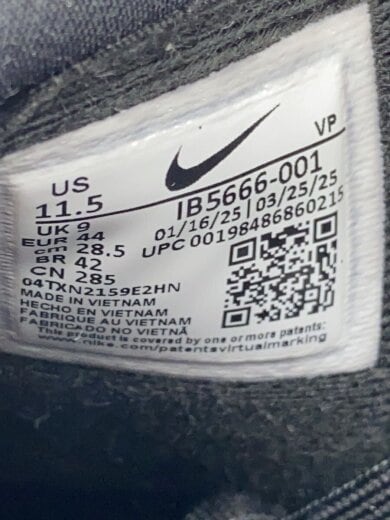 VP
US
11.5
IB5666-001
01/16/25 | 03/25/25
UPC 00198486860215
UK 9
EUR 44
cm 28.5
BR 42
CN 285
04TXN2159E2HN
MADE IN VIETNAM
HECHO EN VIETNAM
FABRIQUE AU VIETNAM
FABRICADO NO VIETNÃ
This product is covered by one or more patents:
www.nike.com/patentsvirtualmarking